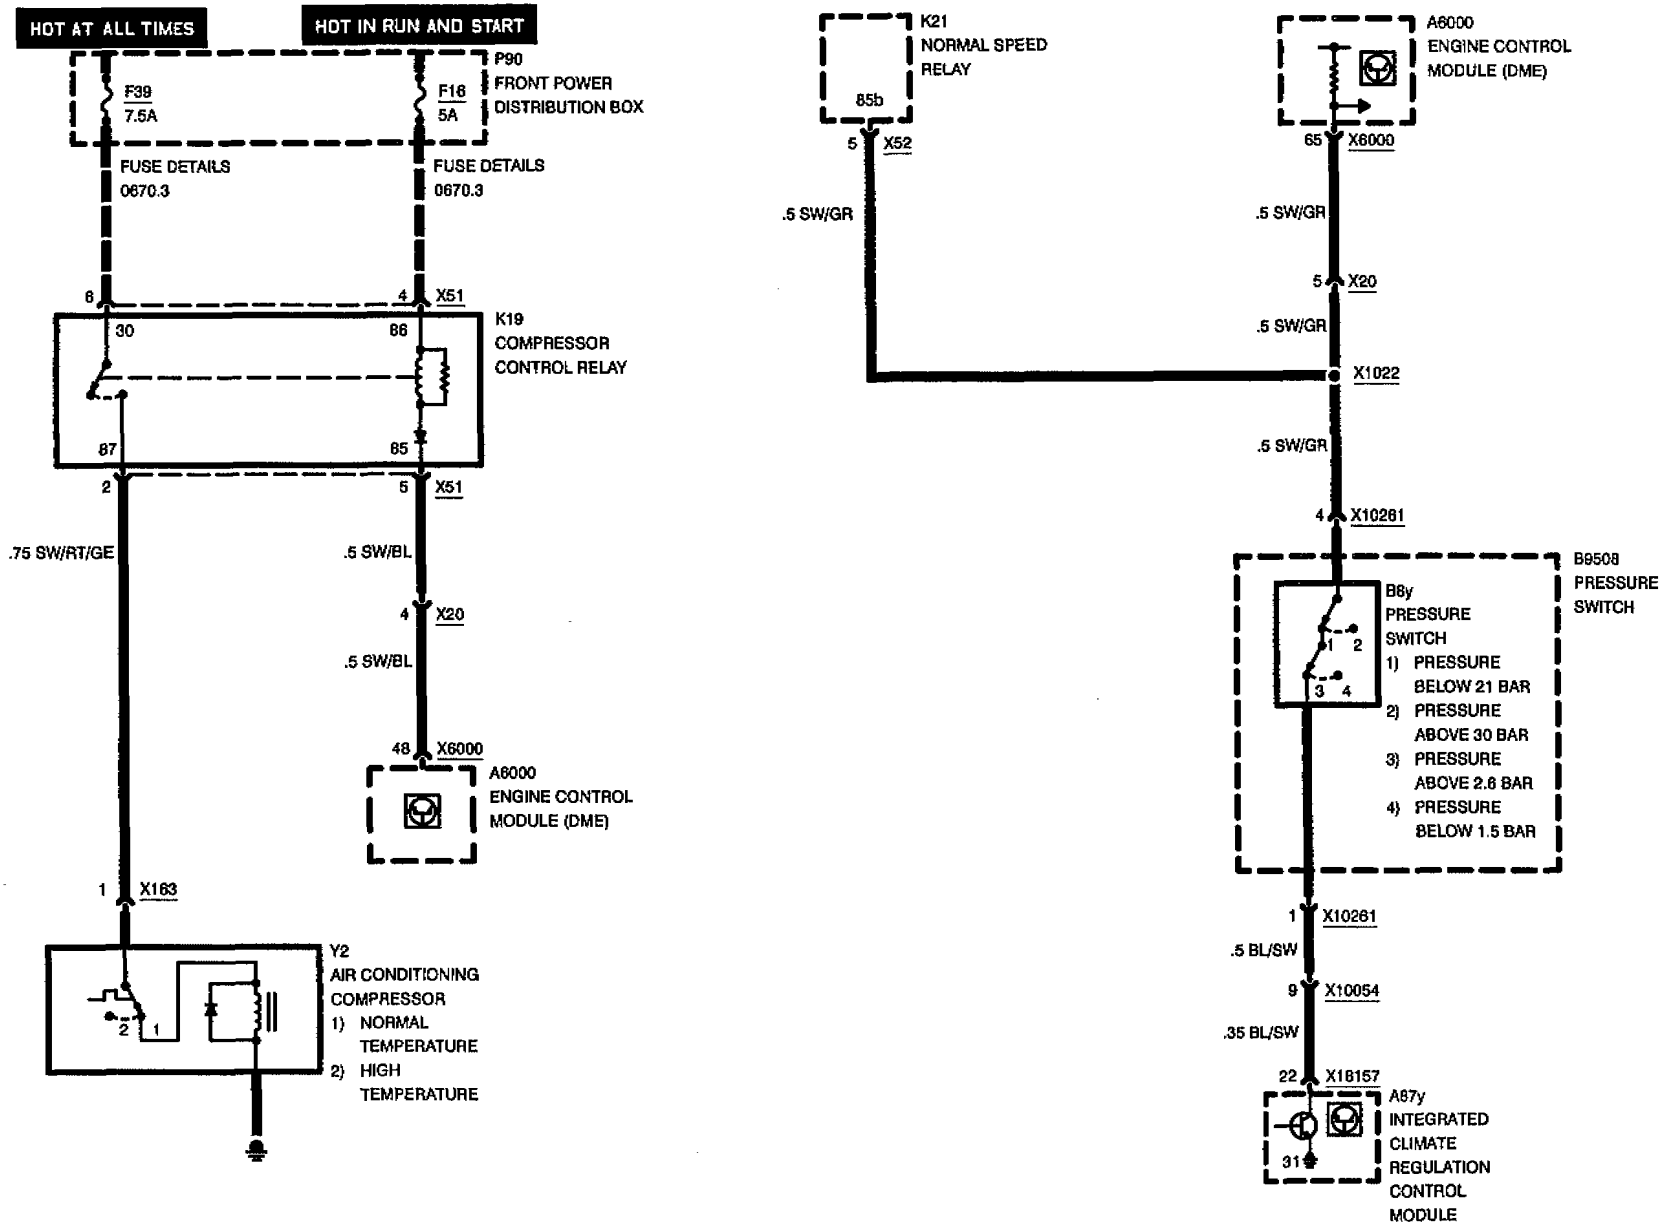 HOT AT ALL TIMES
HOT IN RUN AND START
P90
FRONT POWER
DISTRIBUTION BOX
F39
7.5A
F16
5A
FUSE DETAILS
0670.3
FUSE DETAILS
0670.3
6
4
X51
30
86
K19
COMPRESSOR
CONTROL RELAY
87
85
2
5
X51
.75 SW/RT/GE
.5 SW/BL
4
X20
.5 SW/BL
48
X6000
A6000
ENGINE CONTROL
MODULE (DME)
1
X163
Y2
AIR CONDITIONING
COMPRESSOR
1) NORMAL
TEMPERATURE
2) HIGH
TEMPERATURE
2
1
K21
NORMAL SPEED
RELAY
85b
5
X52
.5 SW/GR
A6000
ENGINE CONTROL
MODULE (DME)
65
X6000
.5 SW/GR
5
X20
.5 SW/GR
X1022
.5 SW/GR
4
X10261
B9508
PRESSURE
SWITCH
B8y
PRESSURE
SWITCH
1) PRESSURE
BELOW 21 BAR
2) PRESSURE
ABOVE 30 BAR
3) PRESSURE
ABOVE 2.6 BAR
4) PRESSURE
BELOW 1.5 BAR
1
2
3
4
1
X10261
.5 BL/SW
9
X10054
.35 BL/SW
22
X18157
A87y
INTEGRATED
CLIMATE
REGULATION
CONTROL
MODULE
31